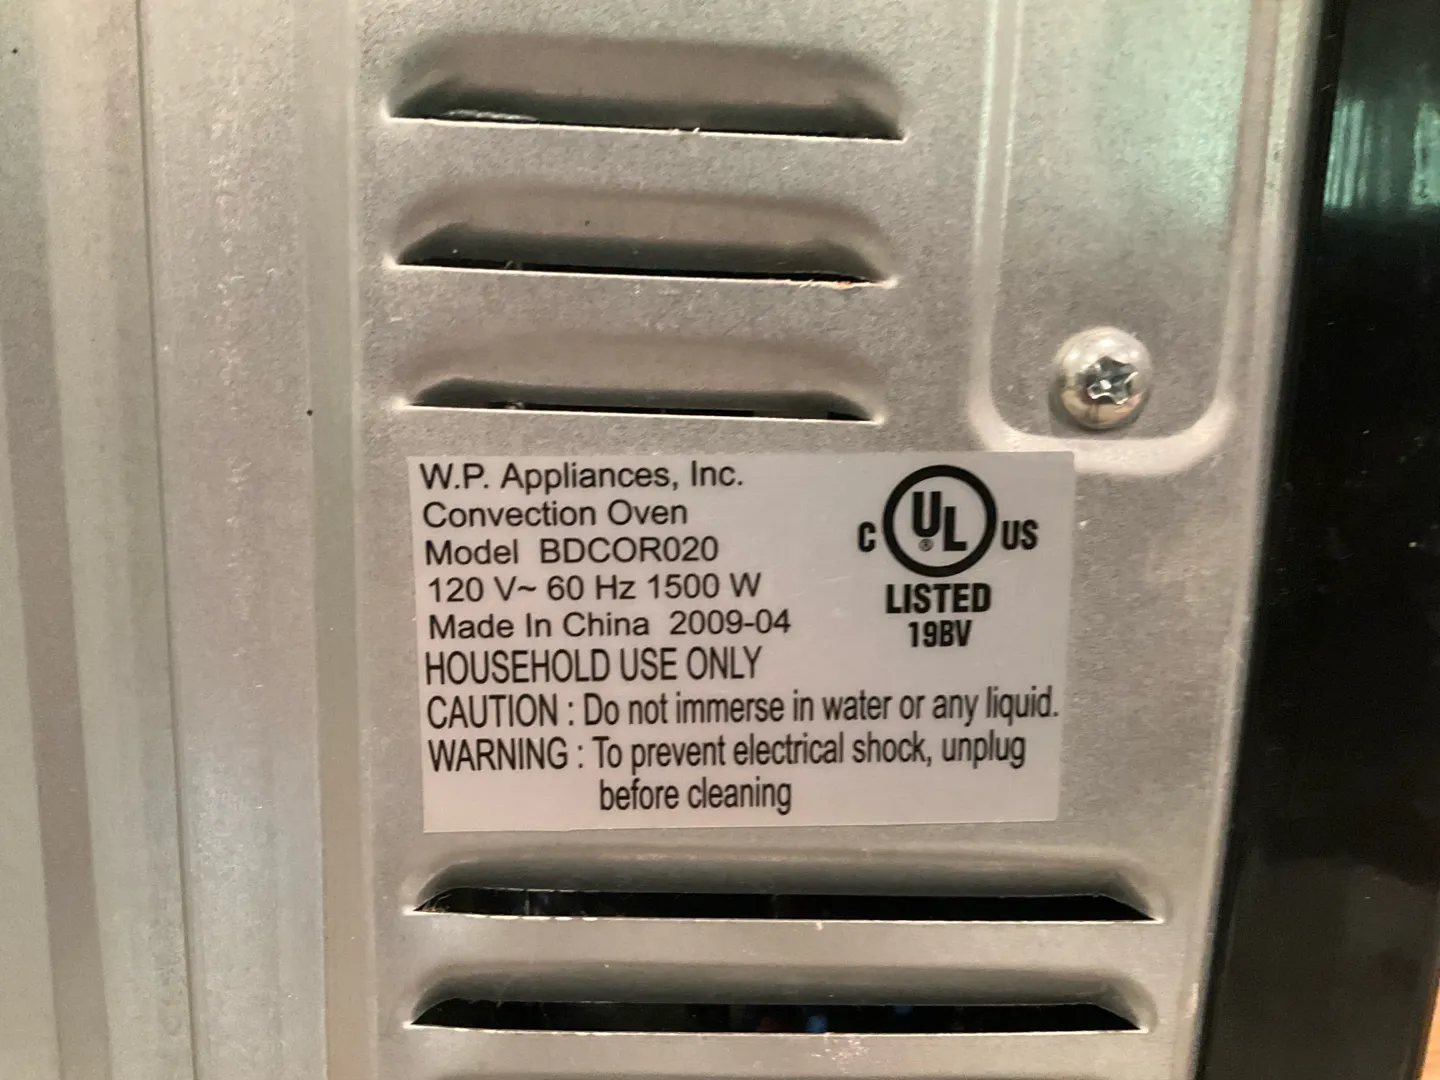 W.P. Appliances, Inc.
Convection Oven
Model BDCOR020
120 V~ 60 Hz 1500 W
Made In China 2009-04
HOUSEHOLD USE ONLY
CAUTION : Do not immerse in water or any liquid.
WARNING : To prevent electrical shock, unplug
before cleaning
C UL® US
LISTED
19BV